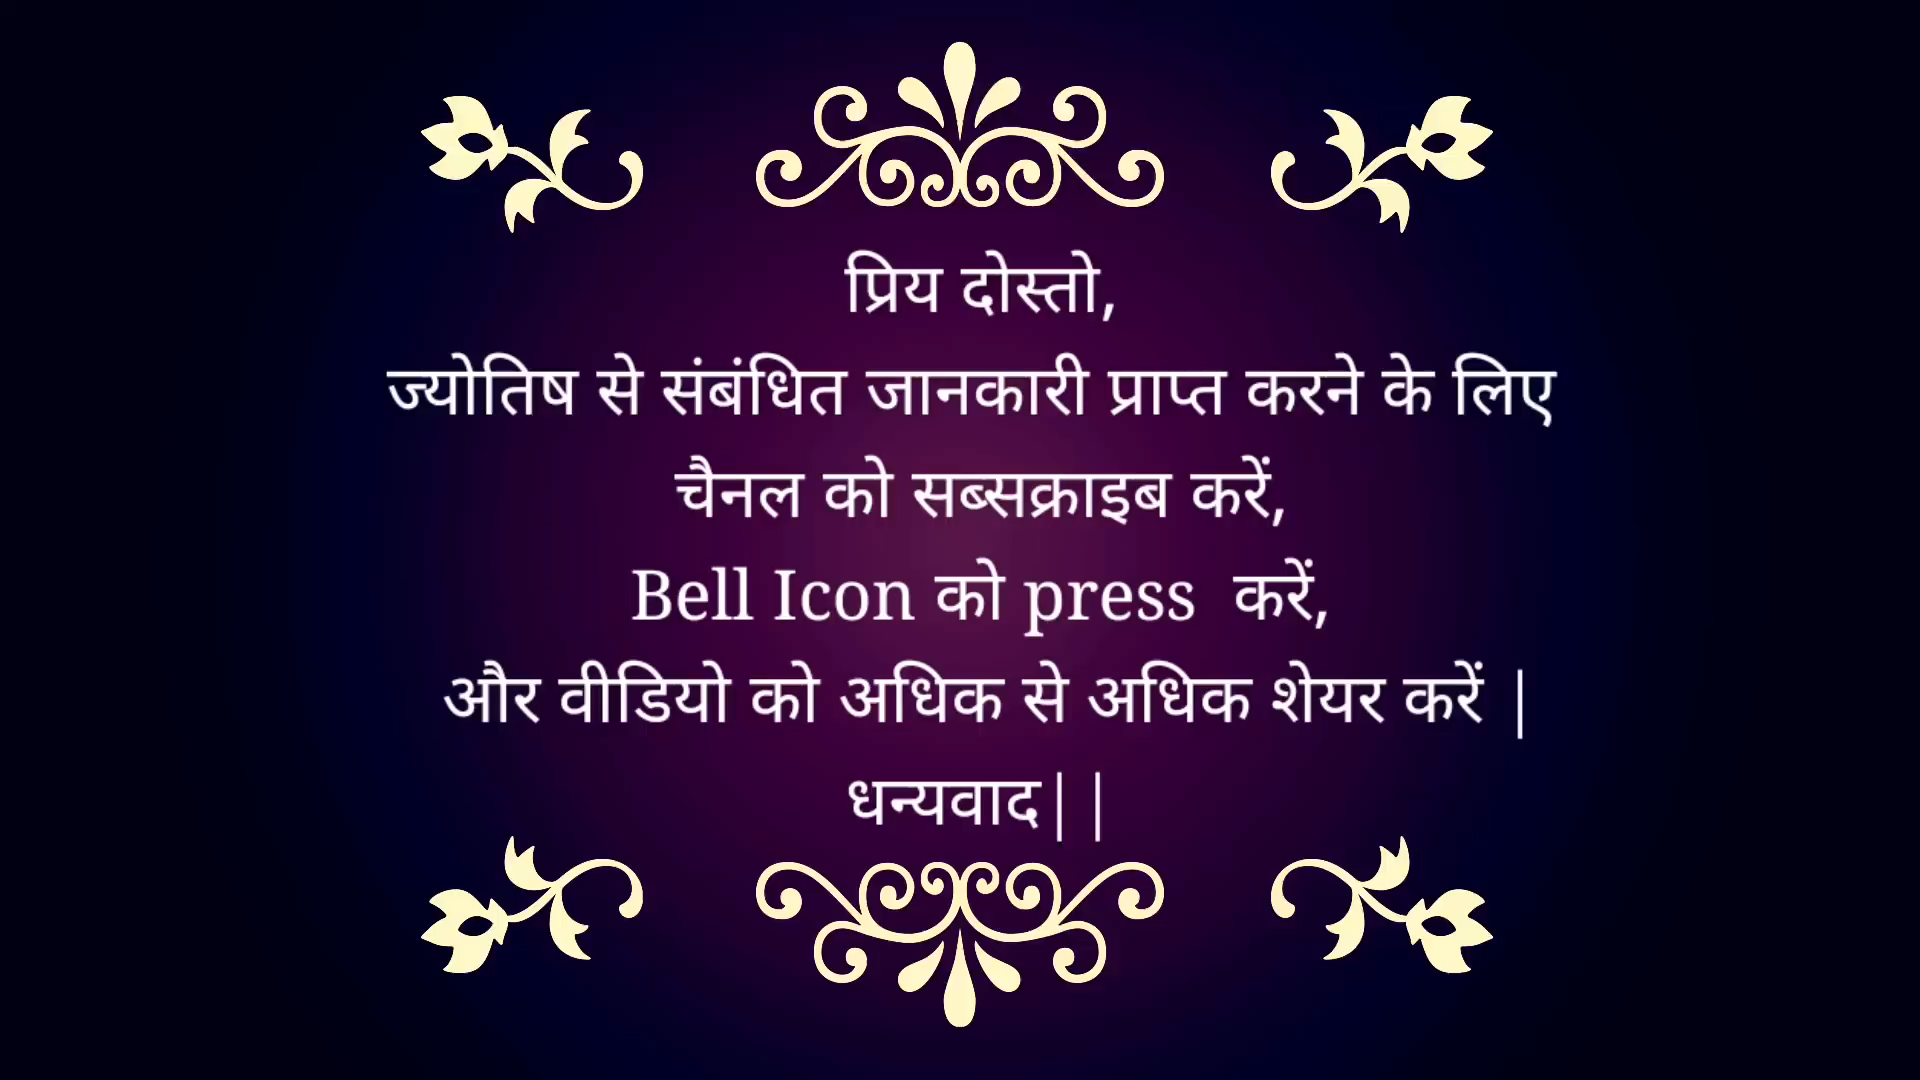 प्रिय दोस्तो,
ज्योतिष से संबंधित जानकारी प्राप्त करने के लिए
चैनल को सब्सक्राइब करें,
Bell Icon को press  करें,
और वीडियो को अधिक से अधिक शेयर करें |
धन्यवाद||